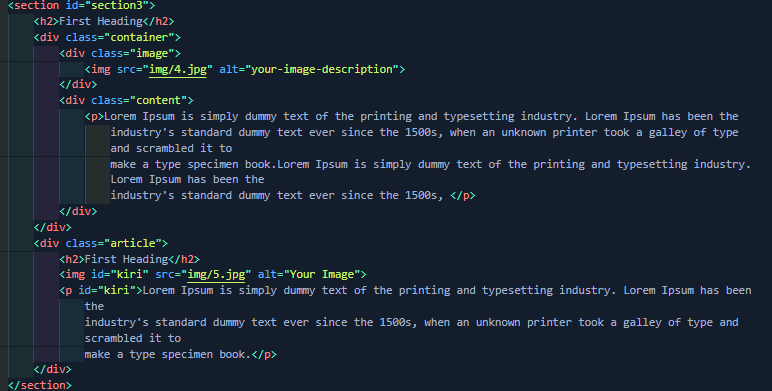 <section id="section3">
<h2>First Heading</h2>
<div class="container">
<div class="image">
<img src="img/4.jpg" alt="your-image-description">
</div>
<div class="content">
<p>Lorem Ipsum is simply dummy text of the printing and typesetting industry. Lorem Ipsum has been the
industry's standard dummy text ever since the 1500s, when an unknown printer took a galley of type
and scrambled it to
make a type specimen book.Lorem Ipsum is simply dummy text of the printing and typesetting industry.
Lorem Ipsum has been the
industry's standard dummy text ever since the 1500s, </p>
</div>
</div>
<div class="article">
<h2>First Heading</h2>
<img id="kiri" src="img/5.jpg" alt="Your Image">
<p id="kiri">Lorem Ipsum is simply dummy text of the printing and typesetting industry. Lorem Ipsum has been
the
industry's standard dummy text ever since the 1500s, when an unknown printer took a galley of type and
scrambled it to
make a type specimen book.</p>
</div>
</section>